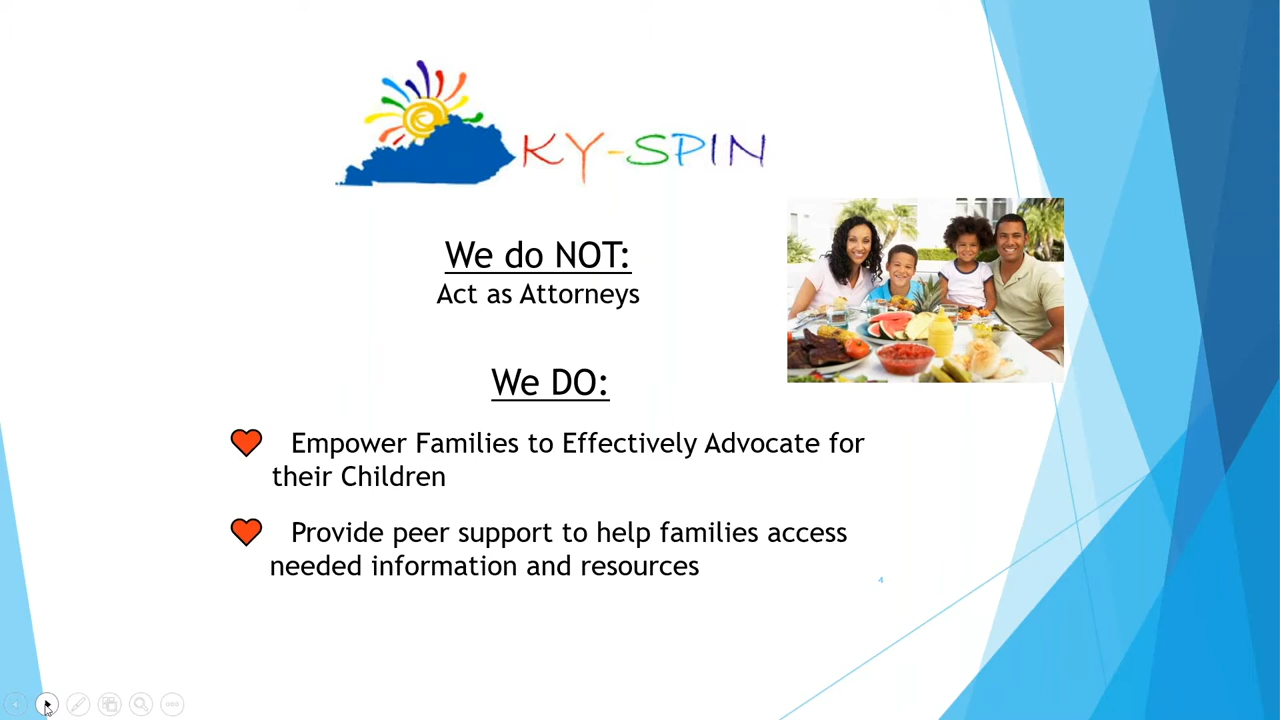 KY-SPIN
We do NOT:
Act as Attorneys
We DO:
Empower Families to Effectively Advocate for
their Children
Provide peer support to help families access
needed information and resources
4